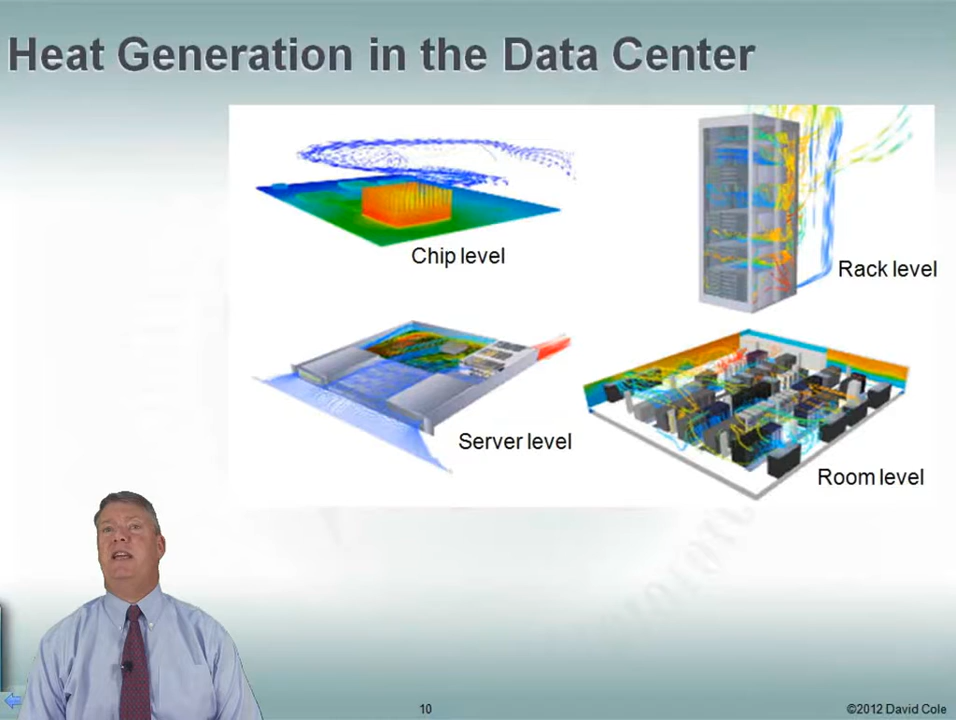 Heat Generation in the Data Center
Chip level
Rack level
Server level
Room level
10
©2012 David Cole